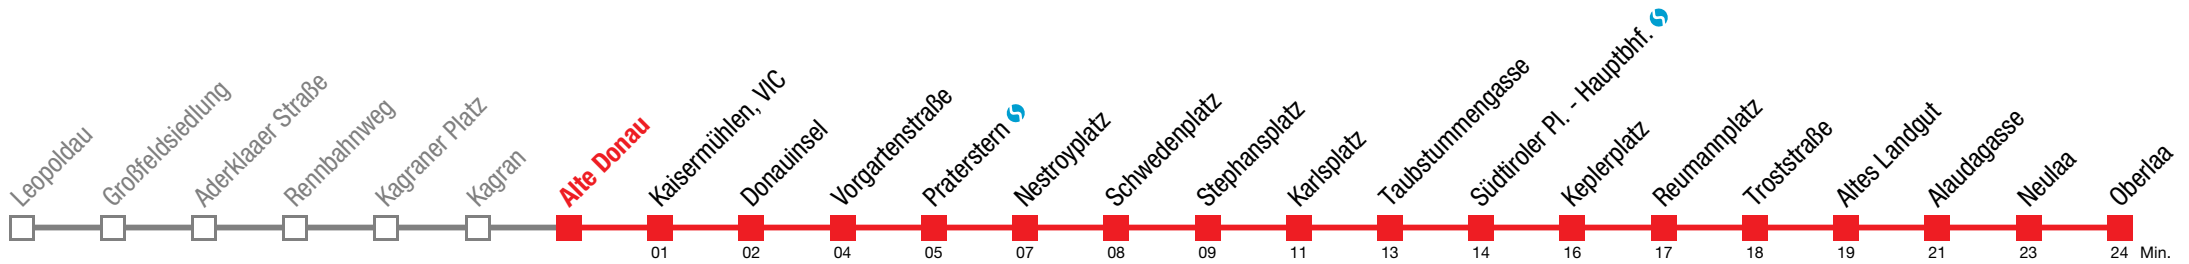 Leopoldau
Großfeldsiedlung
Aderklaaer Straße
Rennbahnweg
Kagraner Platz
Kagran
Alte Donau
Kaisermühlen, VIC
Donauinsel
Vorgartenstraße
Praterstern
Nestroyplatz
Schwedenplatz
Stephansplatz
Karlsplatz
Taubstummengasse
Südtiroler Pl. - Hauptbhf.
Keplerplatz
Reumannplatz
Troststraße
Altes Landgut
Alaudagasse
Neulaa
Oberlaa
01 02 04 05 07 08 09 11 13 14 16 17 18 19 21 23 24 Min.